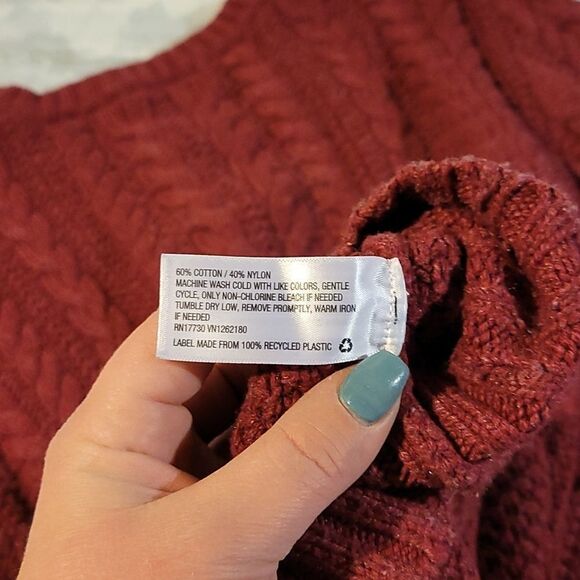 60% COTTON / 40% NYLON
MACHINE WASH COLD WITH LIKE COLORS, GENTLE
CYCLE, ONLY NON-CHLORINE BLEACH IF NEEDED
TUMBLE DRY LOW, REMOVE PROMPTLY, WARM IRON
IF NEEDED
RN17730 VN1262180
LABEL MADE FROM 100% RECYCLED PLASTIC